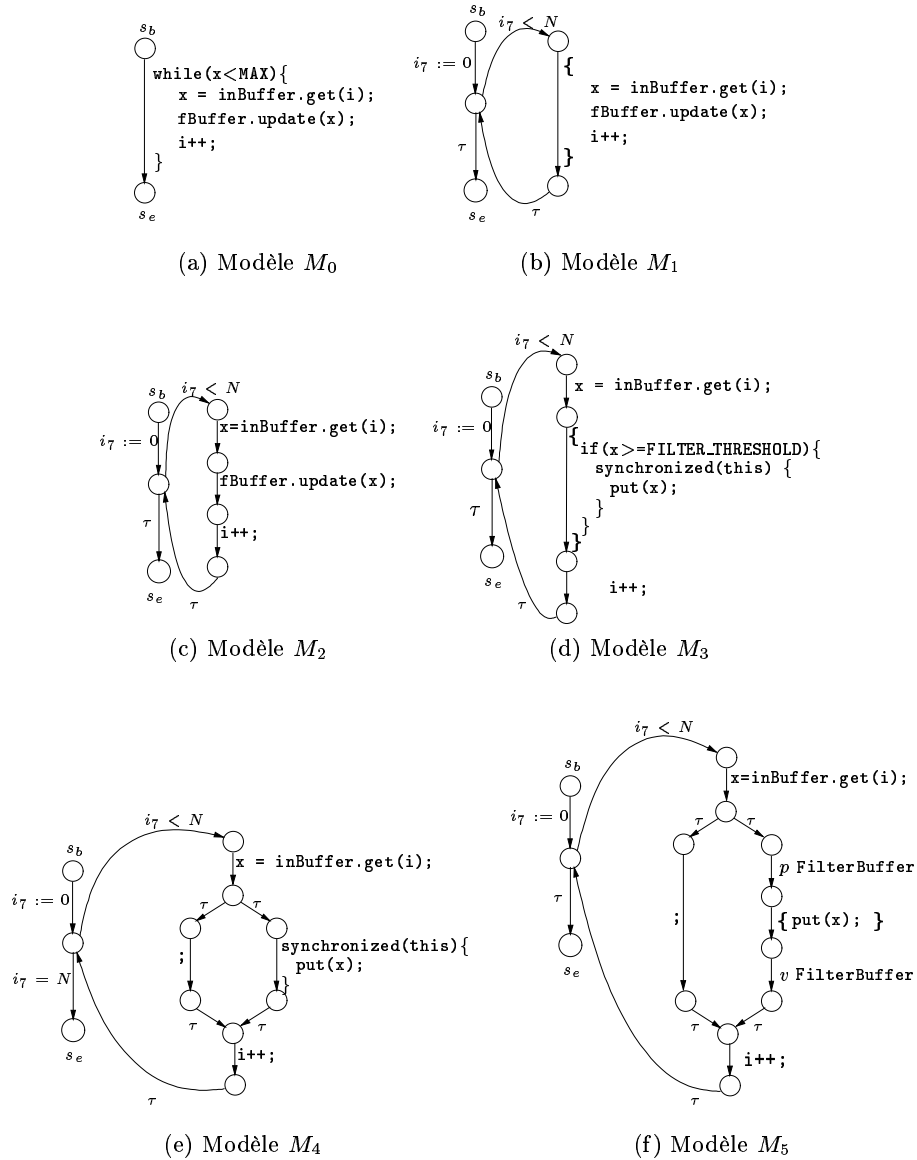 s_b
while(x<MAX){
x = inBuffer.get(i);
fBuffer.update(x);
i++;
}
s_e
(a) Modèle M_0
s_b
i_7 < N
i_7 := 0
{
x = inBuffer.get(i);
fBuffer.update(x);
i++;
τ
}
s_e
τ
(b) Modèle M_1
i_7 < N
s_b
x=inBuffer.get(i);
i_7 := 0
fBuffer.update(x);
τ
i++;
s_e
τ
(c) Modèle M_2
i_7 < N
s_b
x = inBuffer.get(i);
i_7 := 0
{
if(x>=FILTER_THRESHOLD){
synchronized(this) {
put(x);
}
}
}
τ
s_e
i++;
τ
(d) Modèle M_3
i_7 < N
s_b
x = inBuffer.get(i);
i_7 := 0
τ
τ
;
synchronized(this){
put(x);
}
i_7 = N
τ
τ
s_e
i++;
τ
(e) Modèle M_4
i_7 < N
s_b
x=inBuffer.get(i);
i_7 := 0
τ
τ
p FilterBuffer
τ
;
{ put(x); }
s_e
v FilterBuffer
τ
τ
i++;
τ
(f) Modèle M_5